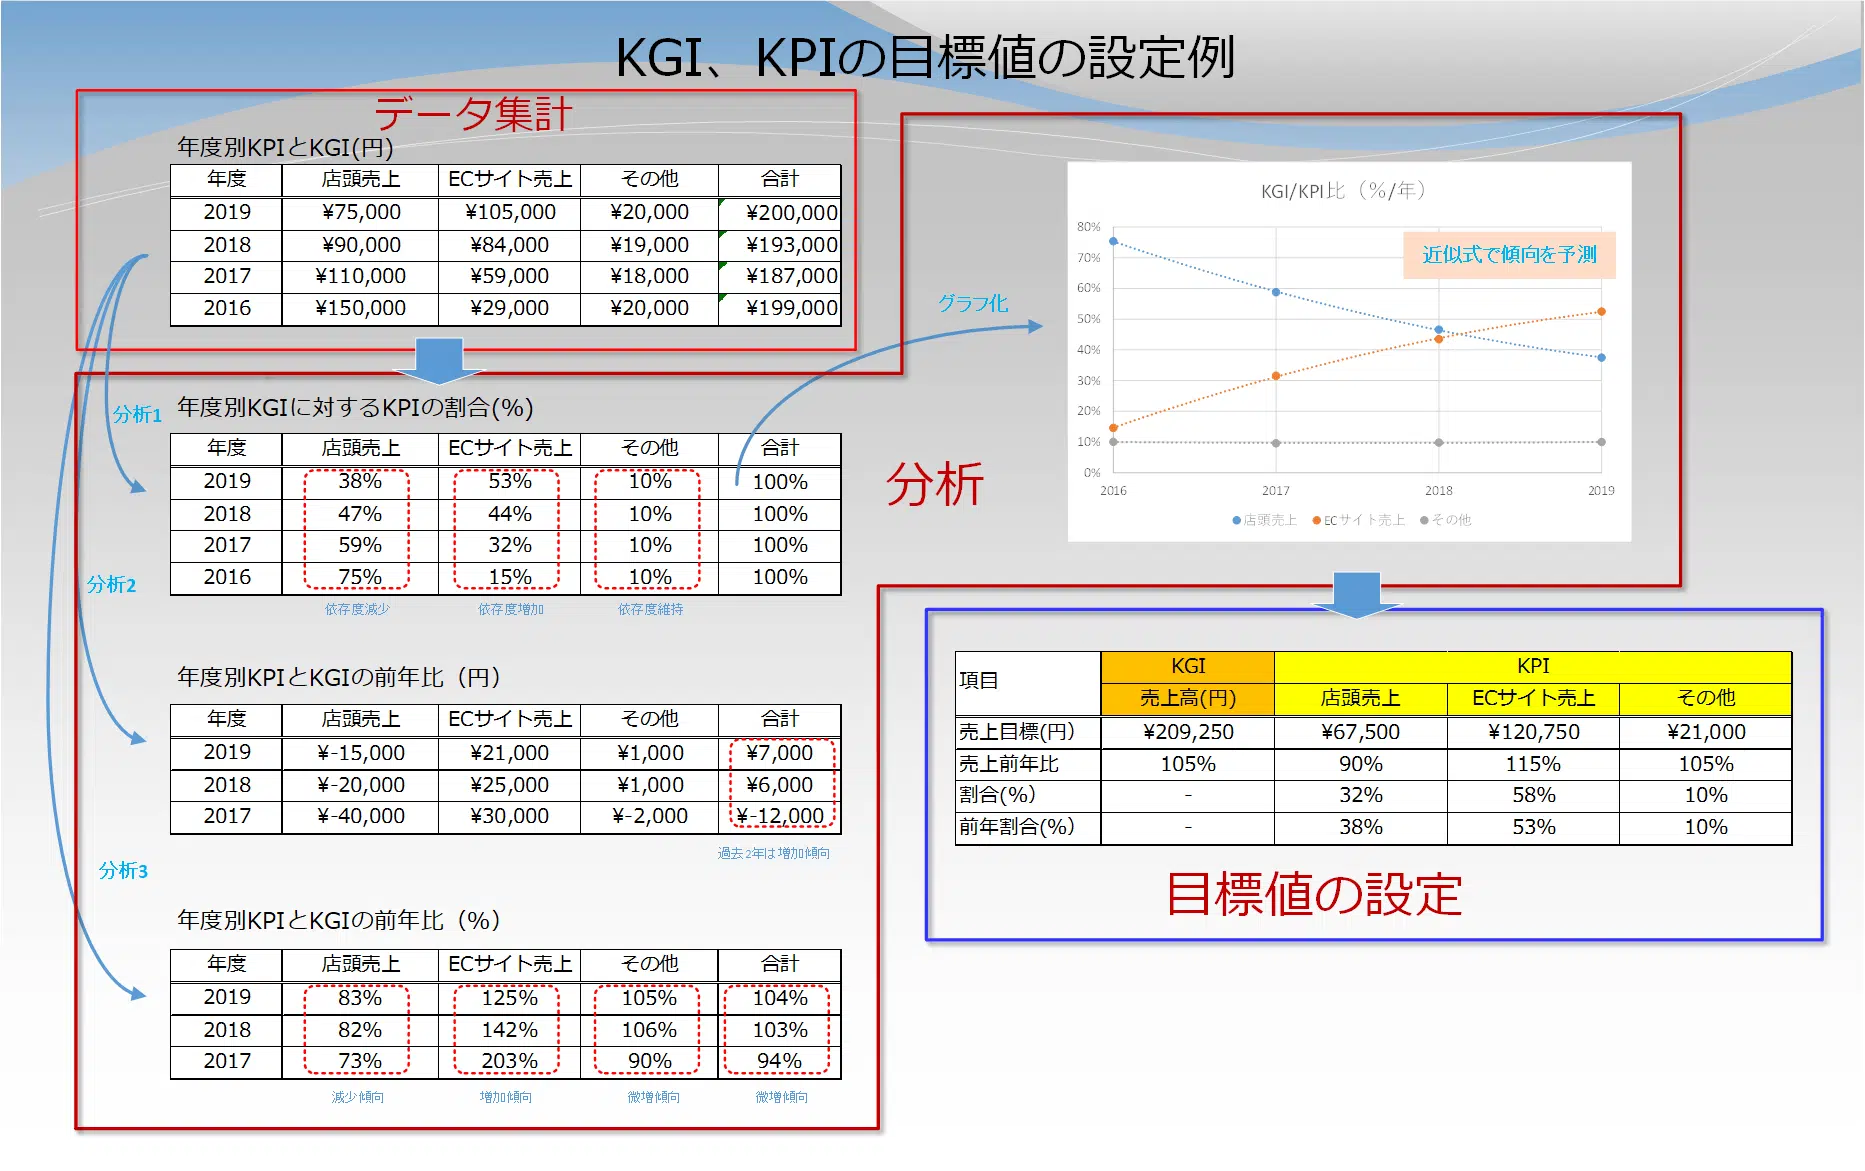 KGI、KPIの目標値の設定例
データ集計
年度別KPIとKGI(円)
年度 店頭売上 ECサイト売上 その他 合計
2019 ¥75,000 ¥105,000 ¥20,000 ¥200,000
2018 ¥90,000 ¥84,000 ¥19,000 ¥193,000
2017 ¥110,000 ¥59,000 ¥18,000 ¥187,000
2016 ¥150,000 ¥29,000 ¥20,000 ¥199,000
分析1
年度別KGIに対するKPIの割合(%)
年度 店頭売上 ECサイト売上 その他 合計
2019 38% 53% 10% 100%
2018 47% 44% 10% 100%
2017 59% 32% 10% 100%
2016 75% 15% 10% 100%
依存度減少 依存度増加 依存度維持
分析2
年度別KPIとKGIの前年比（円）
年度 店頭売上 ECサイト売上 その他 合計
2019 ¥-15,000 ¥21,000 ¥1,000 ¥7,000
2018 ¥-20,000 ¥25,000 ¥1,000 ¥6,000
2017 ¥-40,000 ¥30,000 ¥-2,000 ¥-12,000
過去2年は増加傾向
分析3
年度別KPIとKGIの前年比（%）
年度 店頭売上 ECサイト売上 その他 合計
2019 83% 125% 105% 104%
2018 82% 142% 106% 103%
2017 73% 203% 90% 94%
減少傾向 増加傾向 微増傾向 微増傾向
分析
グラフ化
KGI/KPI比（%/年）
近似式で傾向を予測
80%
70%
60%
50%
40%
30%
20%
10%
0%
2016 2017 2018 2019
店頭売上 ECサイト売上 その他
項目 KGI KPI
売上高(円) 店頭売上 ECサイト売上 その他
売上目標(円) ¥209,250 ¥67,500 ¥120,750 ¥21,000
売上前年比 105% 90% 115% 105%
割合(%) - 32% 58% 10%
前年割合(%) - 38% 53% 10%
目標値の設定